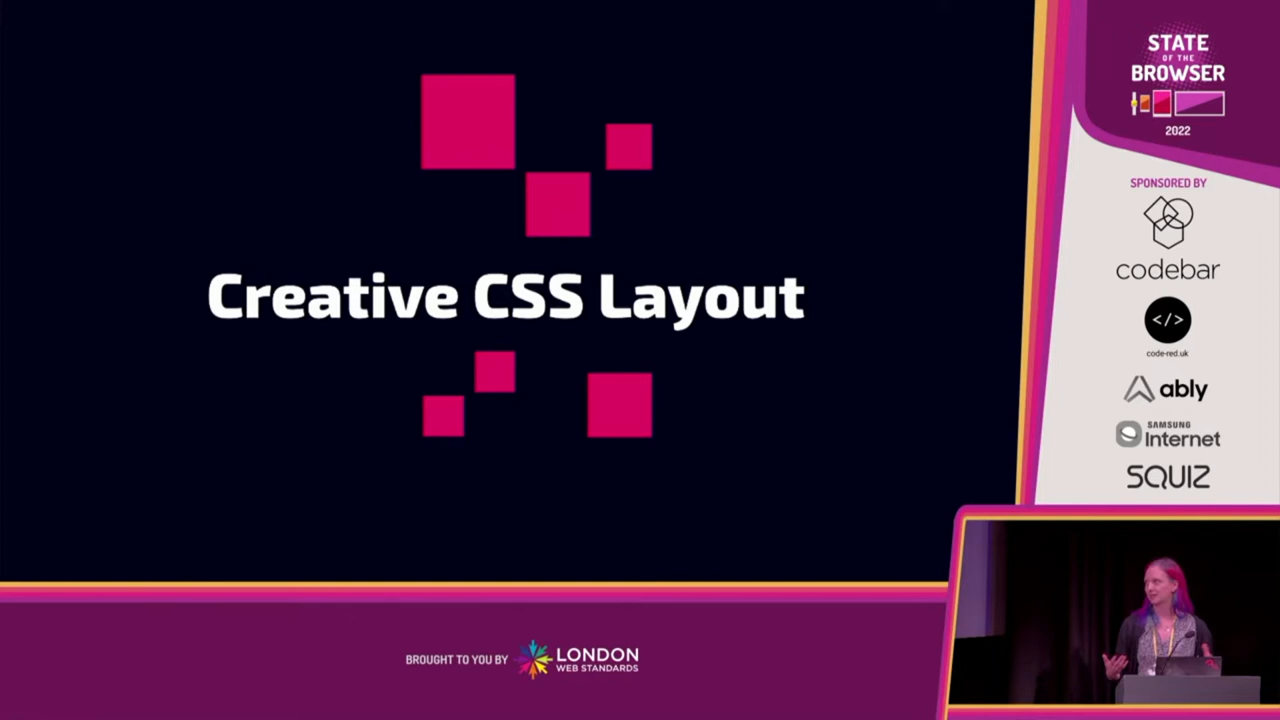 Creative CSS Layout
STATE
OF THE
BROWSER
2022
SPONSORED BY
codebar
</>
code-red.uk
ably
SAMSUNG
Internet
SQUIZ
BROUGHT TO YOU BY
LONDON
WEB STANDARDS